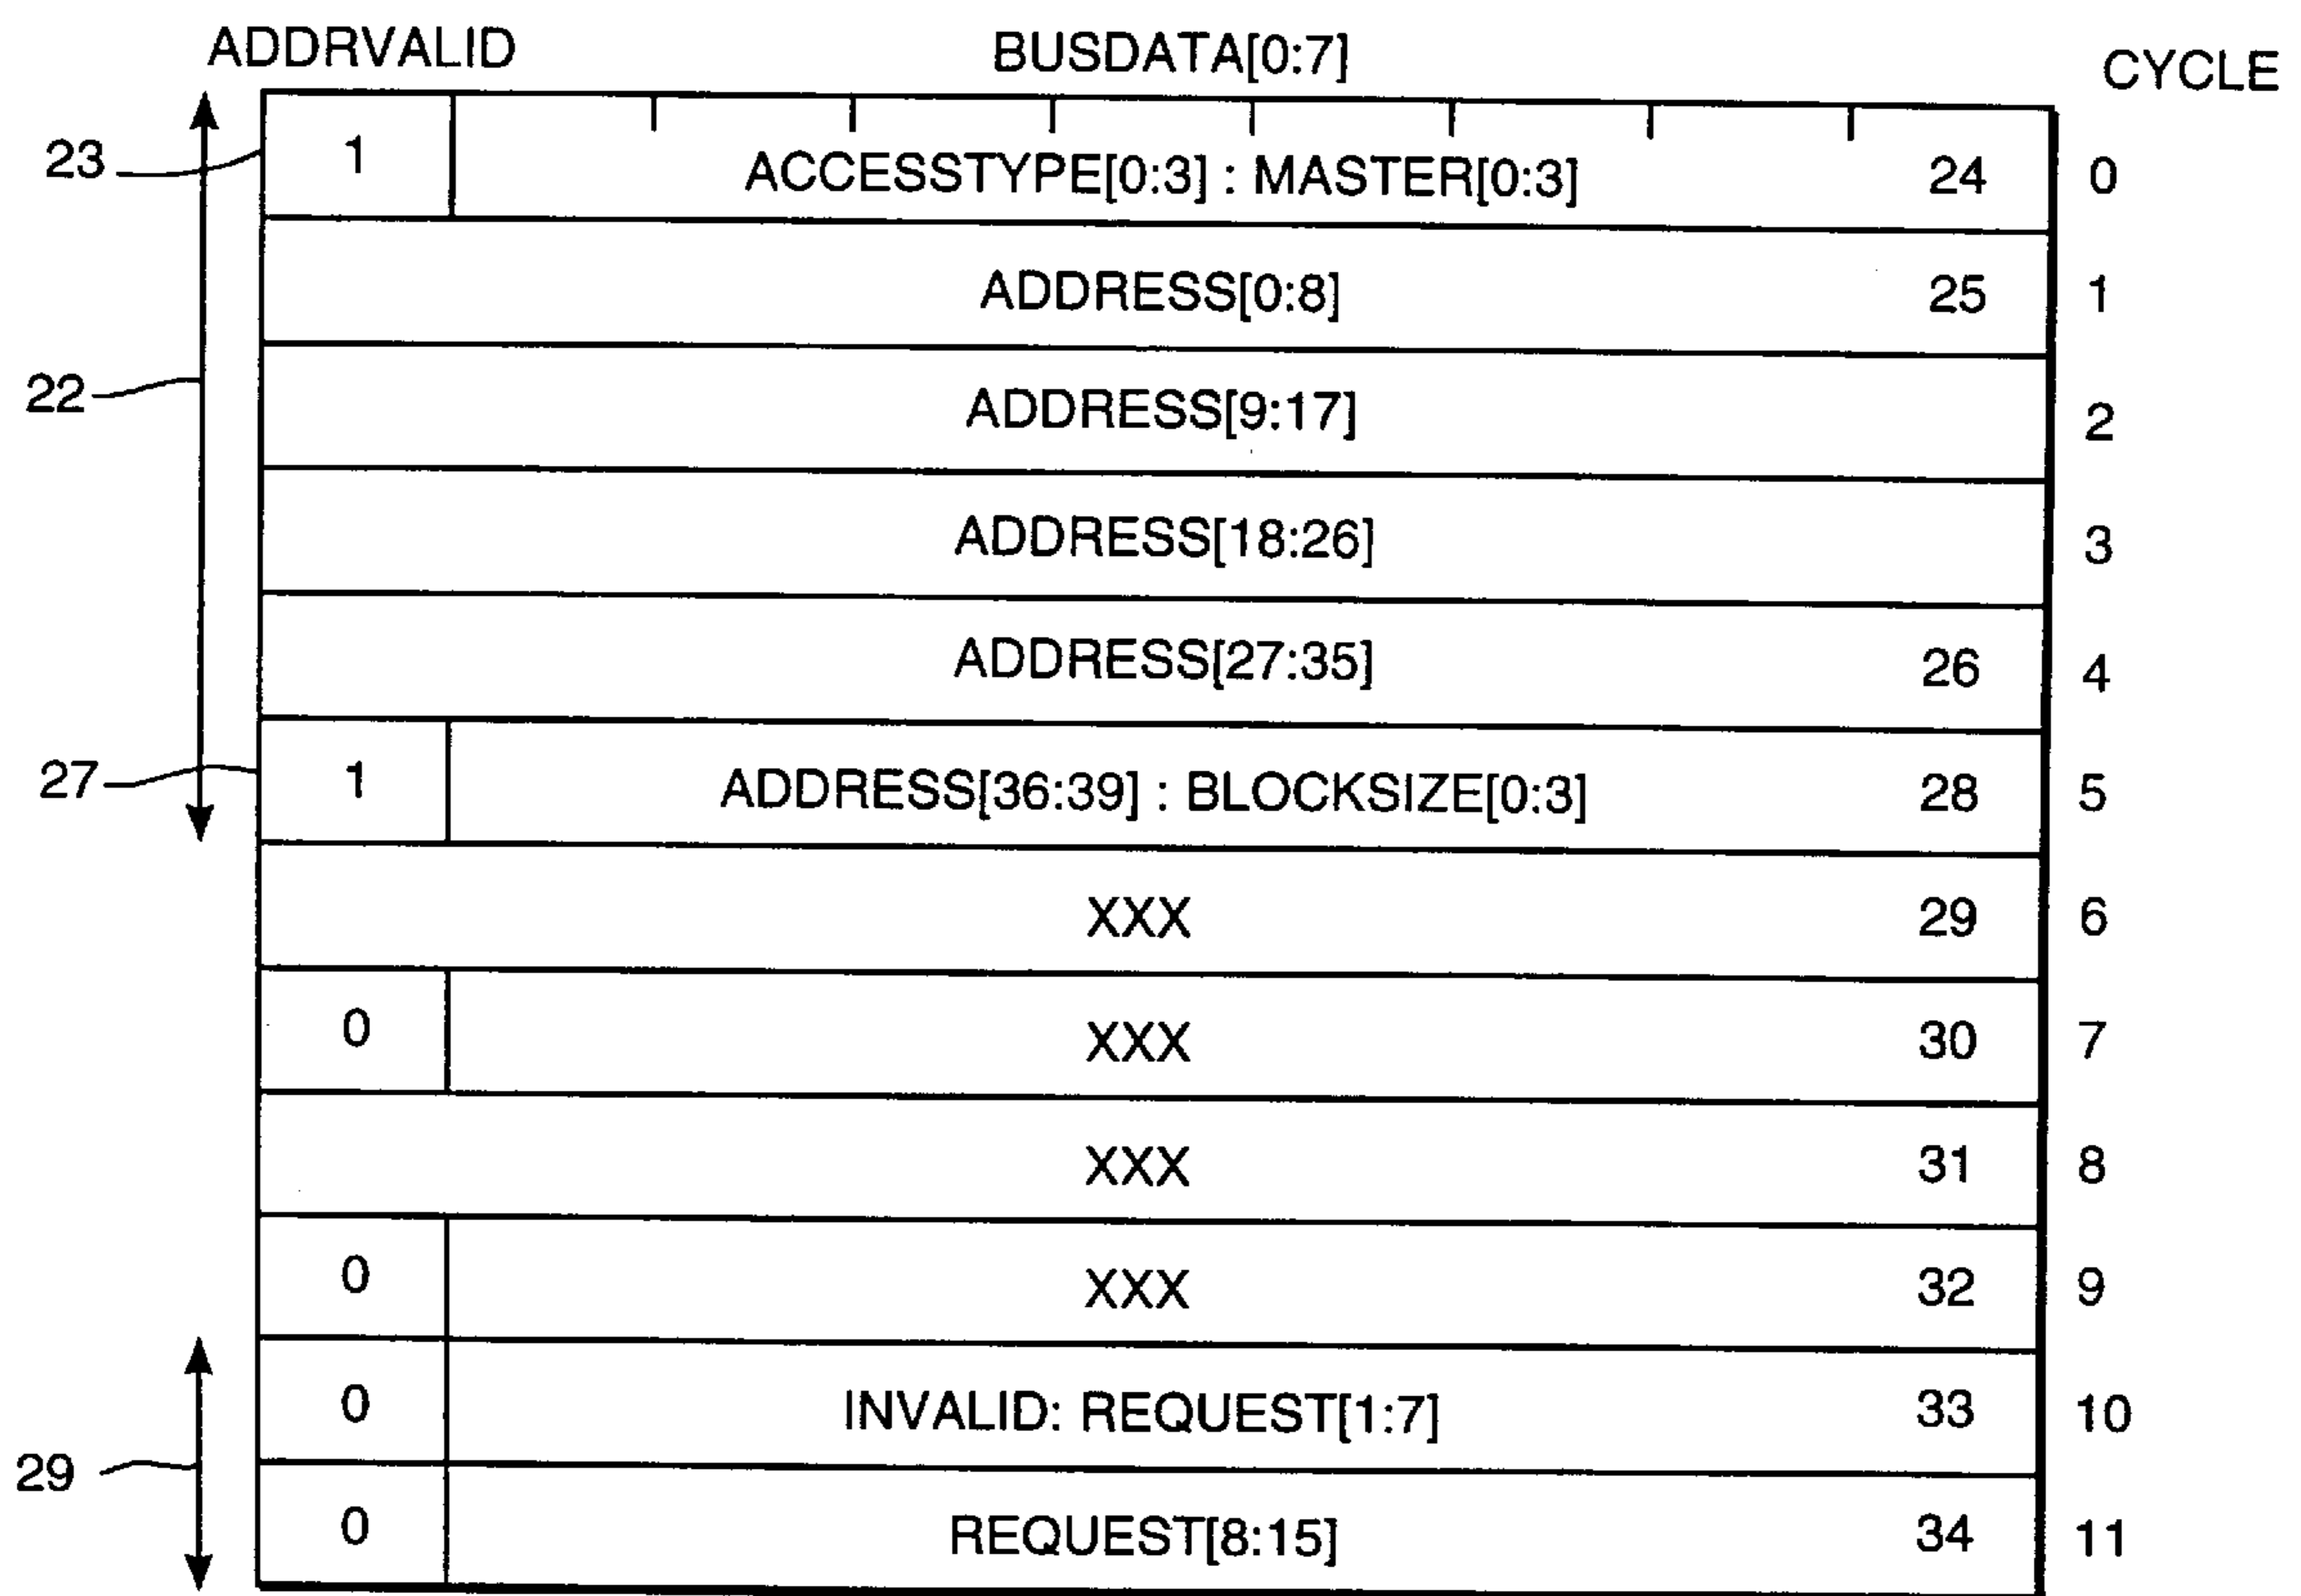 ADDRVALID BUSDATA[0:7] CYCLE
23 1 ACCESSTYPE[0:3] : MASTER[0:3] 24 0
ADDRESS[0:8] 25 1
22 ADDRESS[9:17] 2
ADDRESS[18:26] 3
ADDRESS[27:35] 26 4
27 1 ADDRESS[36:39] : BLOCKSIZE[0:3] 28 5
XXX 29 6
0 XXX 30 7
XXX 31 8
0 XXX 32 9
0 INVALID: REQUEST[1:7] 33 10
29
0 REQUEST[8:15] 34 11